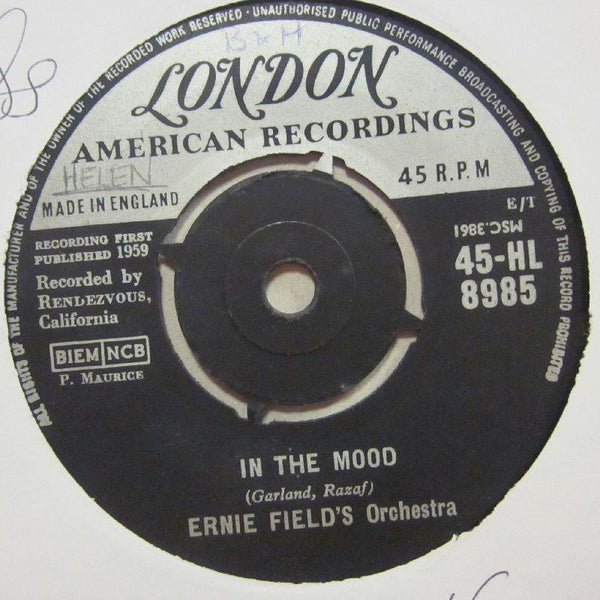 ALL RIGHTS OF THE MANUFACTURER AND OF THE OWNER OF THE RECORDED WORK RESERVED · UNAUTHORISED PUBLIC PERFORMANCE BROADCASTING AND COPYING OF THIS RECORD PROHIBITED
B x H
LONDON
AMERICAN RECORDINGS
HELEN
45 R.P.M
MADE IN ENGLAND
E/T
RECORDING FIRST
PUBLISHED 1959
MSC.3861
Recorded by
RENDEZVOUS,
California
45-HL
8985
BIEM NCB
P. MAURICE
IN THE MOOD
(Garland, Razaf)
ERNIE FIELD'S Orchestra